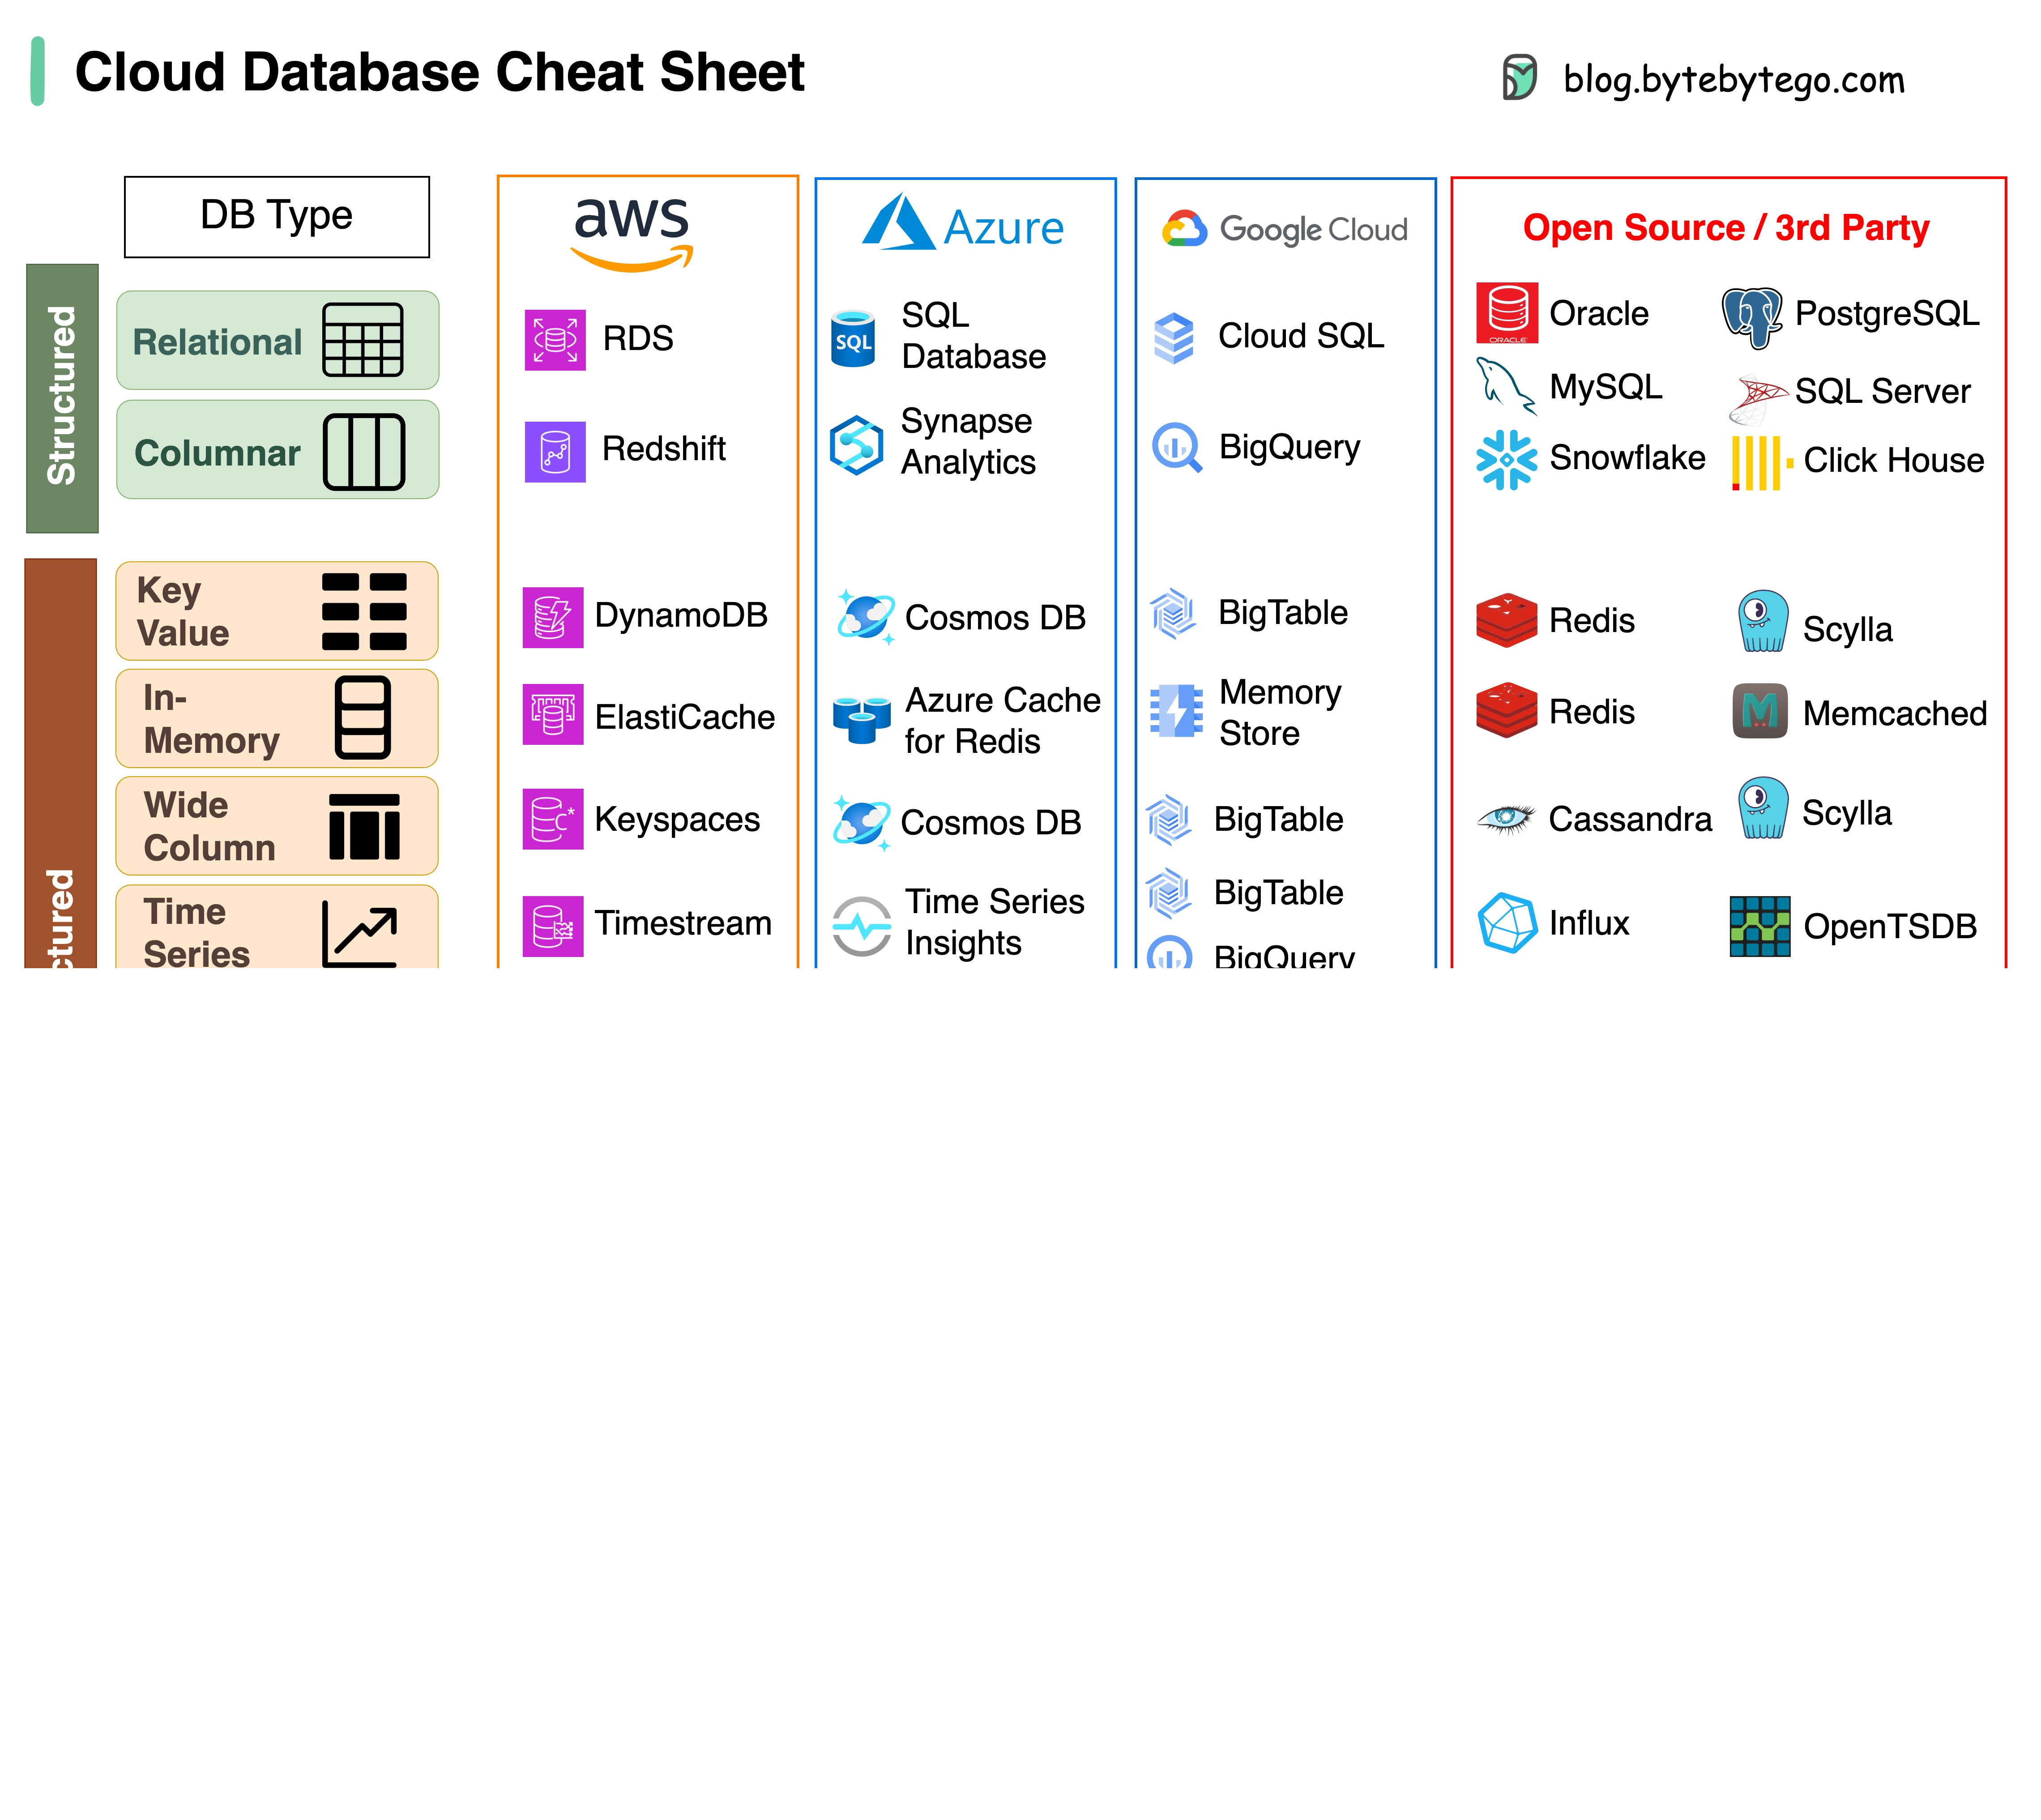 Cloud Database Cheat Sheet
blog.bytebytego.com
DB Type
aws
Azure
Google Cloud
Open Source / 3rd Party
Structured
Relational
RDS
SQL
SQL
Database
Cloud SQL
ORACLE
Oracle
PostgreSQL
MySQL
SQL Server
Columnar
Redshift
Synapse
Analytics
BigQuery
Snowflake
Click House
Key
Value
DynamoDB
Cosmos DB
BigTable
Redis
Scylla
In-
Memory
ElastiCache
Azure Cache
for Redis
Memory
Store
Redis
Memcached
Wide
Column
Keyspaces
Cosmos DB
BigTable
Cassandra
Scylla
Time
Series
Timestream
Time Series
Insights
BigTable
BigQuery
Influx
OpenTSDB